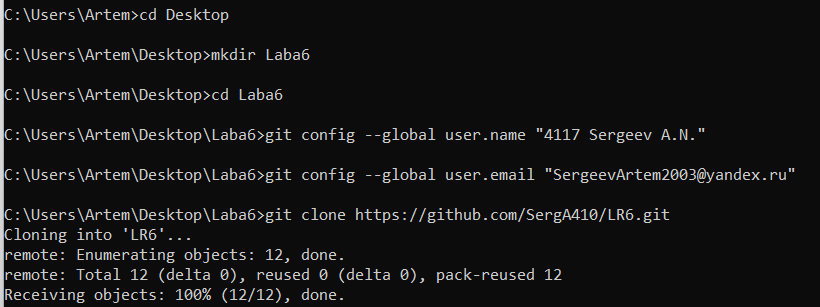 C:\Users\Artem>cd Desktop
C:\Users\Artem\Desktop>mkdir Laba6
C:\Users\Artem\Desktop>cd Laba6
C:\Users\Artem\Desktop\Laba6>git config --global user.name "4117 Sergeev A.N."
C:\Users\Artem\Desktop\Laba6>git config --global user.email "SergeevArtem2003@yandex.ru"
C:\Users\Artem\Desktop\Laba6>git clone https://github.com/SergA410/LR6.git
Cloning into 'LR6'...
remote: Enumerating objects: 12, done.
remote: Total 12 (delta 0), reused 0 (delta 0), pack-reused 12
Receiving objects: 100% (12/12), done.